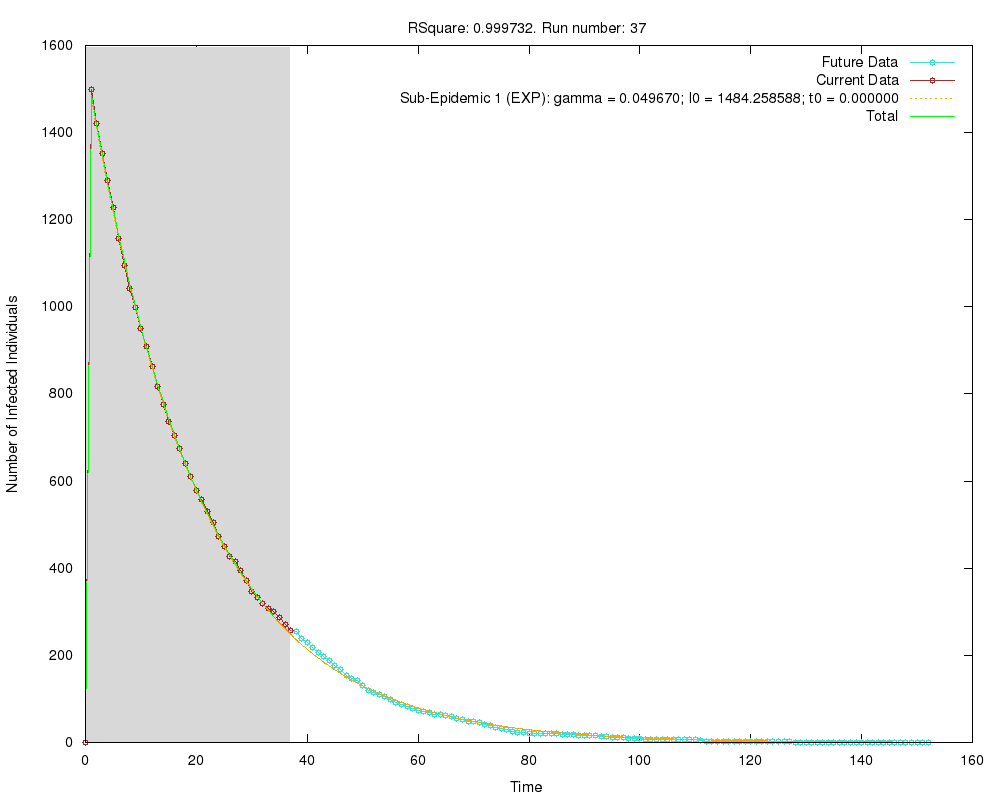 RSquare: 0.999732. Run number: 37
Future Data
Current Data
Sub-Epidemic 1 (EXP): gamma = 0.049670; I0 = 1484.258588; t0 = 0.000000
Total
1600
1400
1200
1000
800
600
400
200
0
Number of Infected Individuals
0 20 40 60 80 100 120 140 160
Time